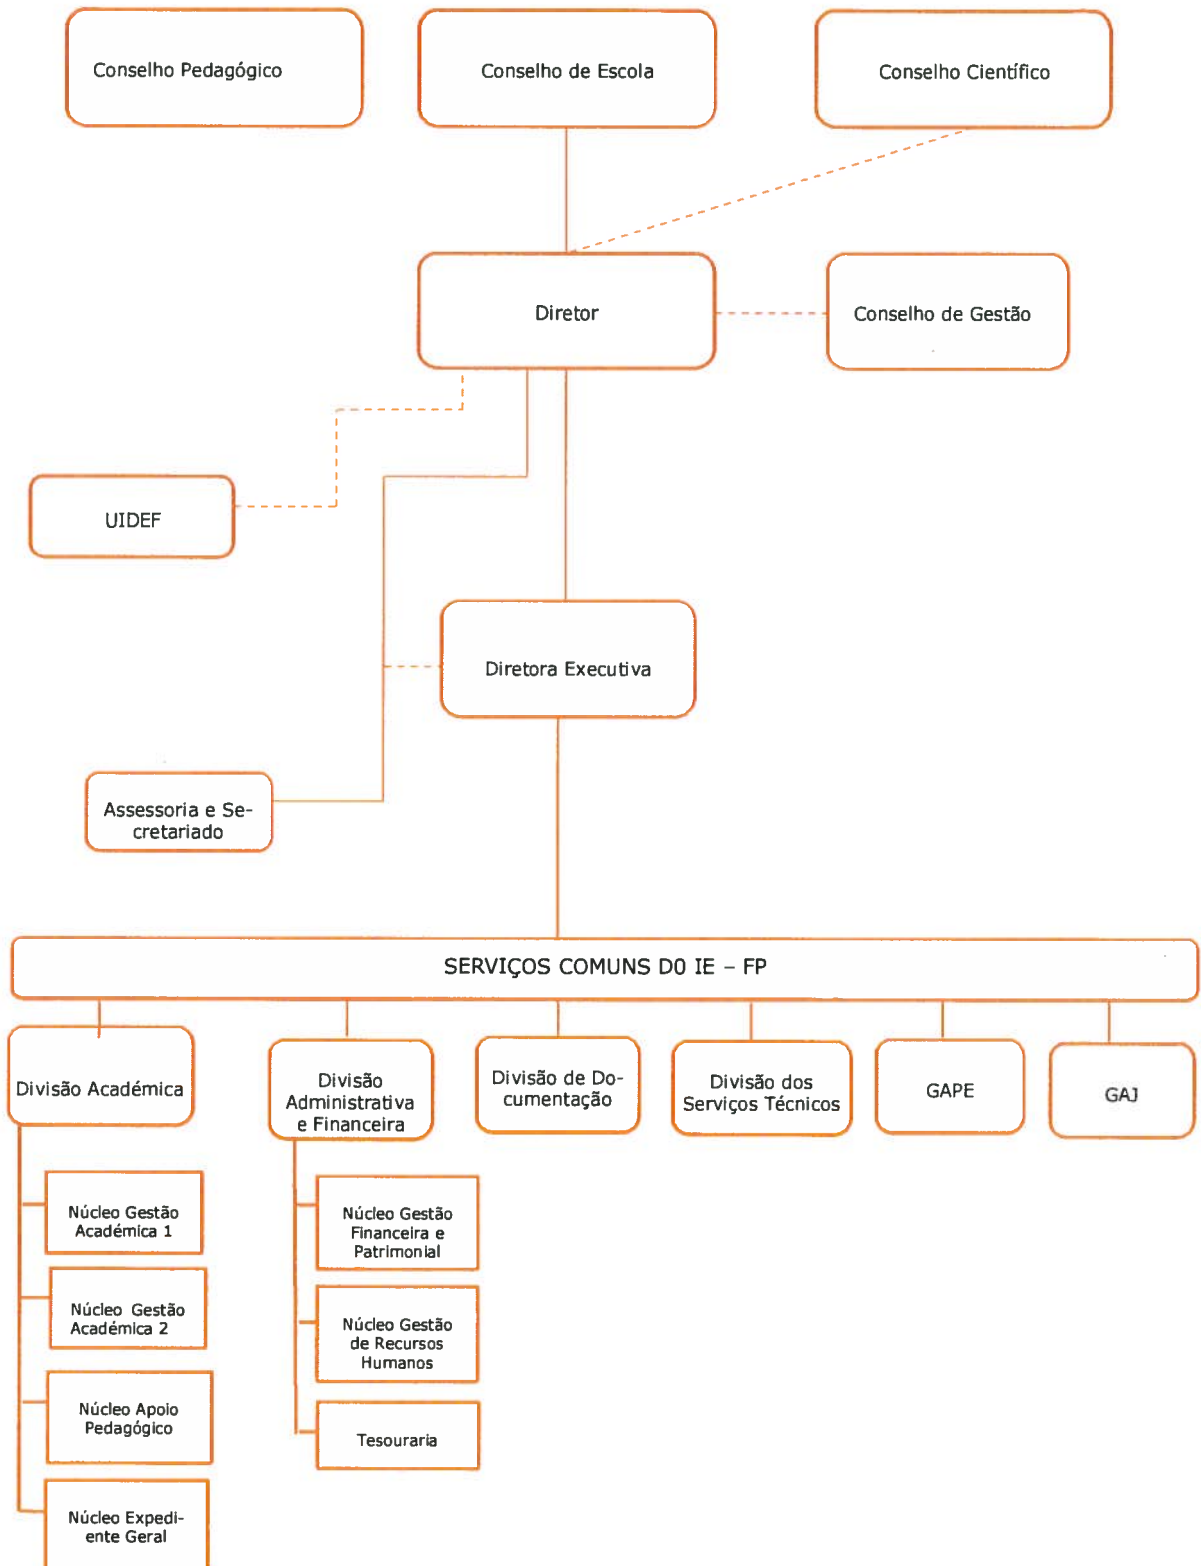 Conselho Pedagógico
Conselho de Escola
Conselho Científico
Diretor
Conselho de Gestão
UIDEF
Diretora Executiva
Assessoria e Se-
cretariado
SERVIÇOS COMUNS D0 IE – FP
Divisão Académica
Divisão
Administrativa
e Financeira
Divisão de Do-
cumentação
Divisão dos
Serviços Técnicos
GAPE
GAJ
Núcleo Gestão
Académica 1
Núcleo Gestão
Académica 2
Núcleo Apoio
Pedagógico
Núcleo Expedi-
ente Geral
Núcleo Gestão
Financeira e
Patrimonial
Núcleo Gestão
de Recursos
Humanos
Tesouraria